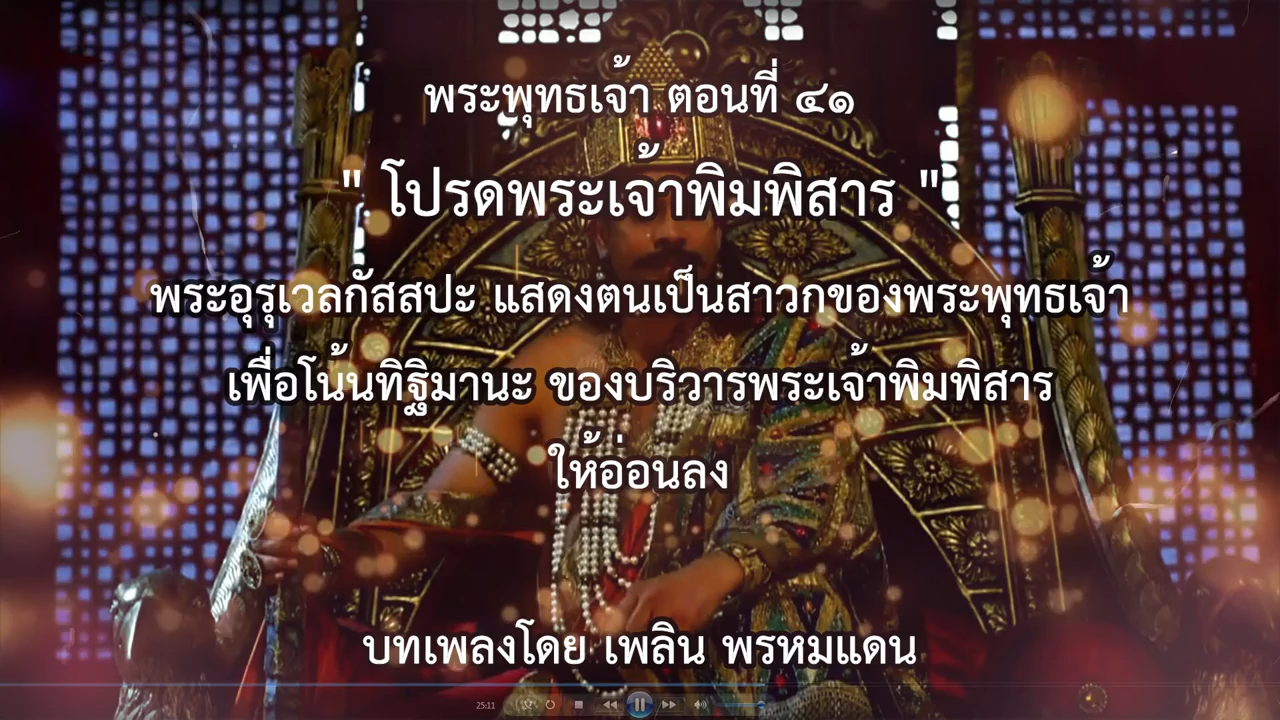 พระพุทธเจ้า ตอนที่ ๔๑
" โปรดพระเจ้าพิมพิสาร "
พระอุรุเวลกัสสปะ แสดงตนเป็นสาวกของพระพุทธเจ้า
เพื่อโน้นทิฐิมานะ ของบริวารพระเจ้าพิมพิสาร
ให้อ่อนลง
บทเพลงโดย เพลิน พรหมแดน
25:11